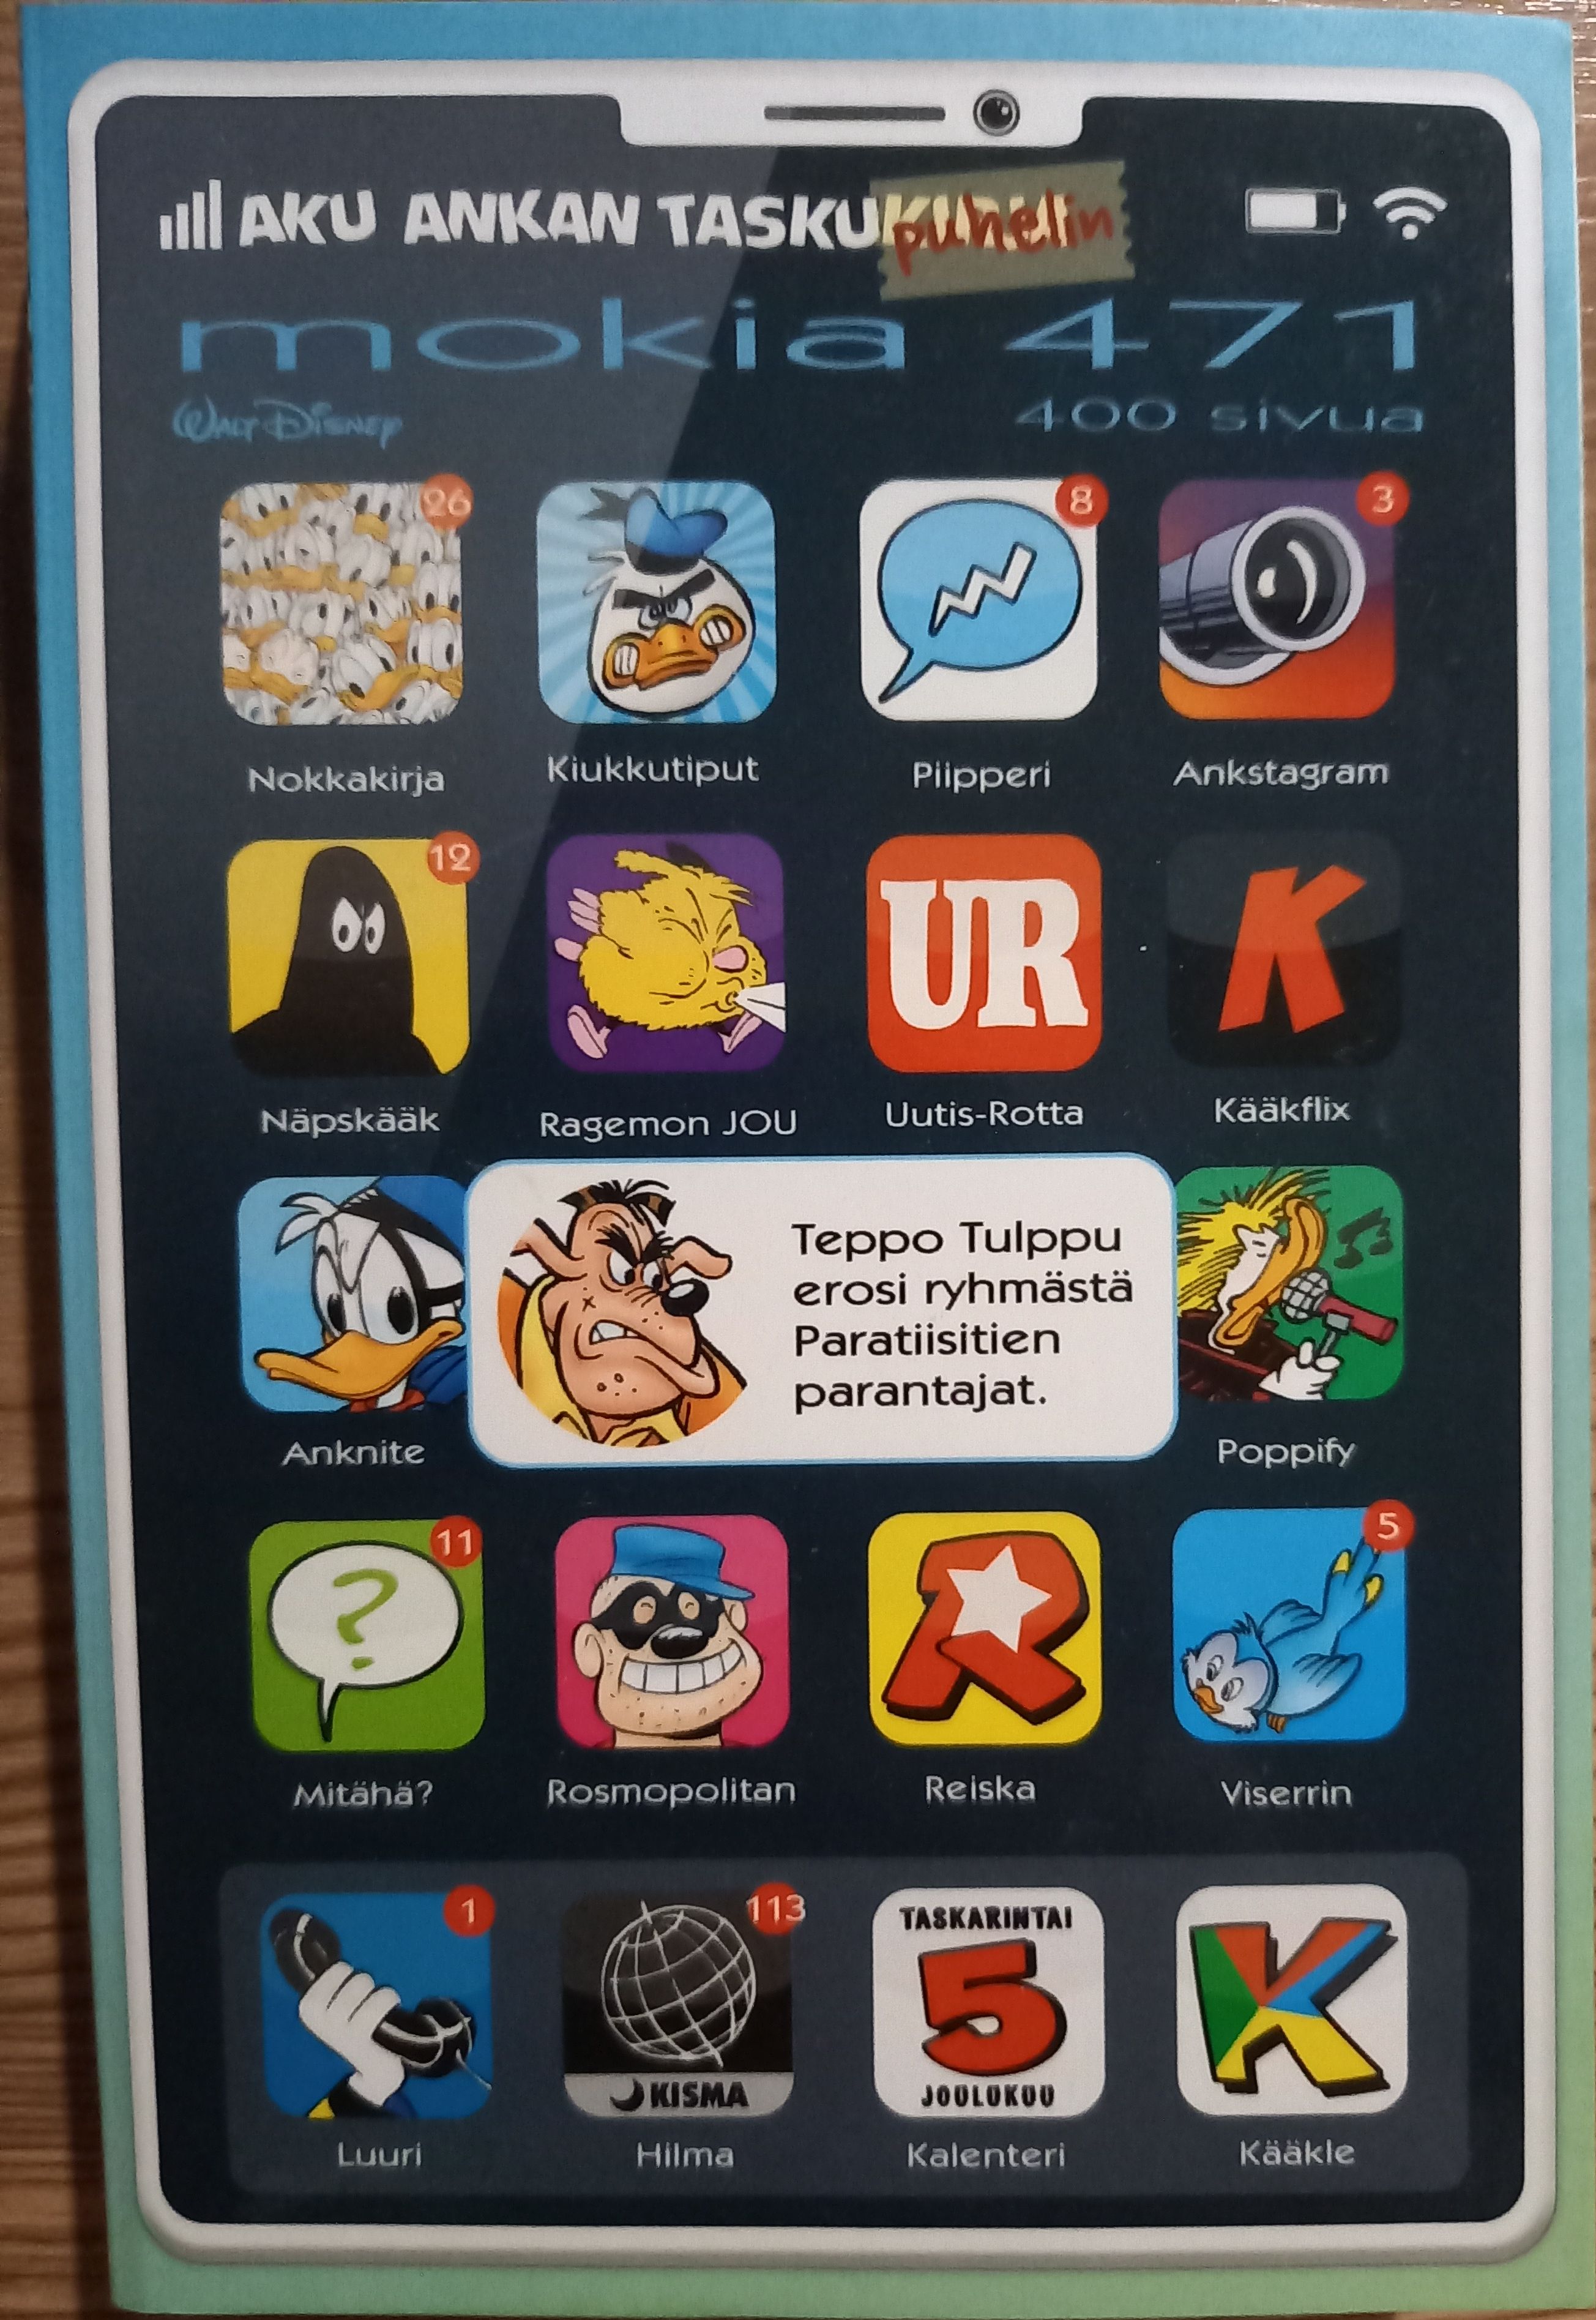 AKU ANKAN TASKUpuhelin
mokia 471
WALT DISNEY
400 sivua
26
8
3
Nokkakirja
Kiukkutiput
Piipperi
Ankstagram
12
UR
K
Näpskääk
Ragemon JOU
Uutis-Rotta
Kääkflix
Teppo Tulppu
erosi ryhmästä
Paratiisitien
parantajat.
Anknite
Poppify
11
?
R
5
Mitähä?
Rosmopolitan
Reiska
Viserrin
1
113
KISMA
TASKARINTAI
5
JOULUKUU
K
Luuri
Hilma
Kalenteri
Kääkle